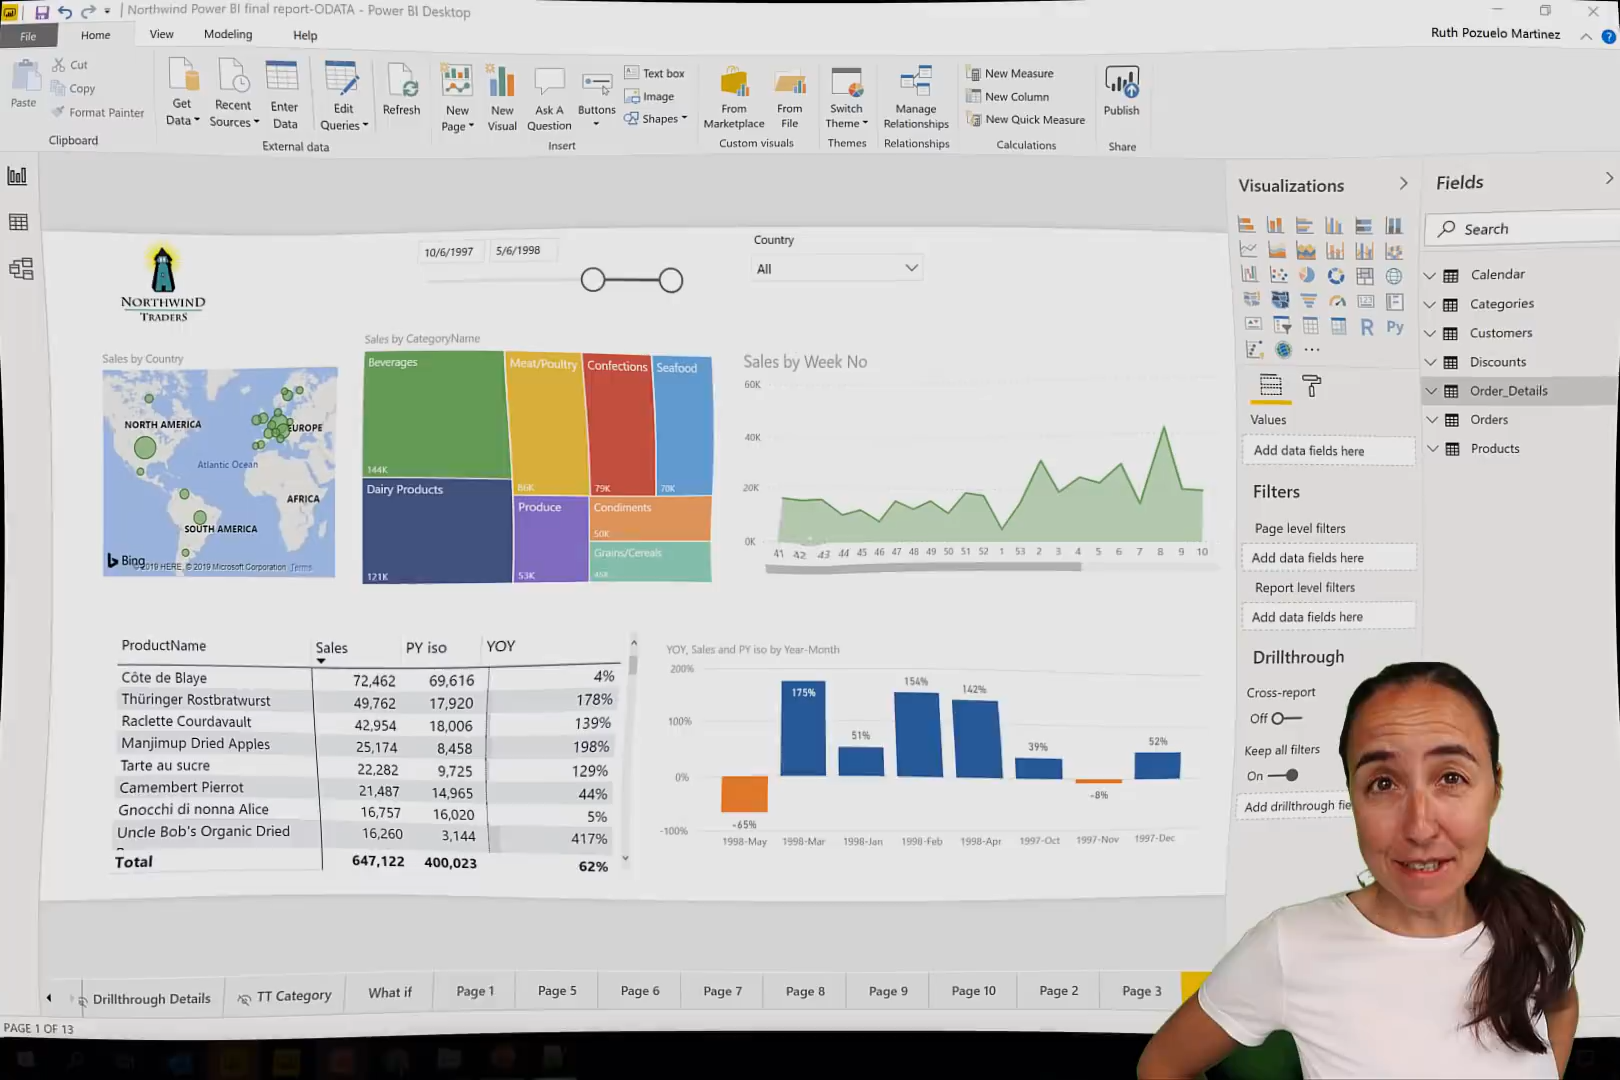 Northwind Power BI final report-ODATA - Power BI Desktop
File
Home
View
Modeling
Help
Ruth Pozuelo Martinez
Paste
Cut
Copy
Format Painter
Clipboard
Get Data
Recent Sources
Enter Data
Edit Queries
Refresh
External data
New Page
New Visual
Ask A Question
Buttons
Text box
Image
Shapes
Insert
From Marketplace
From File
Custom visuals
Switch Theme
Themes
Manage Relationships
Relationships
New Measure
New Column
New Quick Measure
Calculations
Publish
Share
NORTHWIND
TRADERS
10/6/1997
5/6/1998
Country
All
Sales by Country
NORTH AMERICA
EUROPE
Atlantic Ocean
AFRICA
SOUTH AMERICA
Bing
© 2019 HERE, © 2019 Microsoft Corporation Terms
Sales by CategoryName
Beverages
144K
Meat/Poultry
86K
Confections
79K
Seafood
70K
Dairy Products
121K
Produce
53K
Condiments
50K
Grains/Cereals
Sales by Week No
60K
40K
20K
0K
41 42 43 44 45 46 47 48 49 50 51 52 1 53 2 3 4 5 6 7 8 9 10
ProductName Sales PY iso YOY
Côte de Blaye 72,462 69,616 4%
Thüringer Rostbratwurst 49,762 17,920 178%
Raclette Courdavault 42,954 18,006 139%
Manjimup Dried Apples 25,174 8,458 198%
Tarte au sucre 22,282 9,725 129%
Camembert Pierrot 21,487 14,965 44%
Gnocchi di nonna Alice 16,757 16,020 5%
Uncle Bob's Organic Dried 16,260 3,144 417%
Total 647,122 400,023 62%
YOY, Sales and PY iso by Year-Month
200%
100%
0%
-100%
-65%
175%
51%
154%
142%
39%
-8%
52%
1998-May 1998-Mar 1998-Jan 1998-Feb 1998-Apr 1997-Oct 1997-Nov 1997-Dec
Visualizations
R
Py
Values
Add data fields here
Filters
Page level filters
Add data fields here
Report level filters
Add data fields here
Drillthrough
Cross-report
Off
Keep all filters
On
Add drillthrough fie
Fields
Search
Calendar
Categories
Customers
Discounts
Order_Details
Orders
Products
Drillthrough Details
TT Category
What if
Page 1
Page 5
Page 6
Page 7
Page 8
Page 9
Page 10
Page 2
Page 3
PAGE 1 OF 13